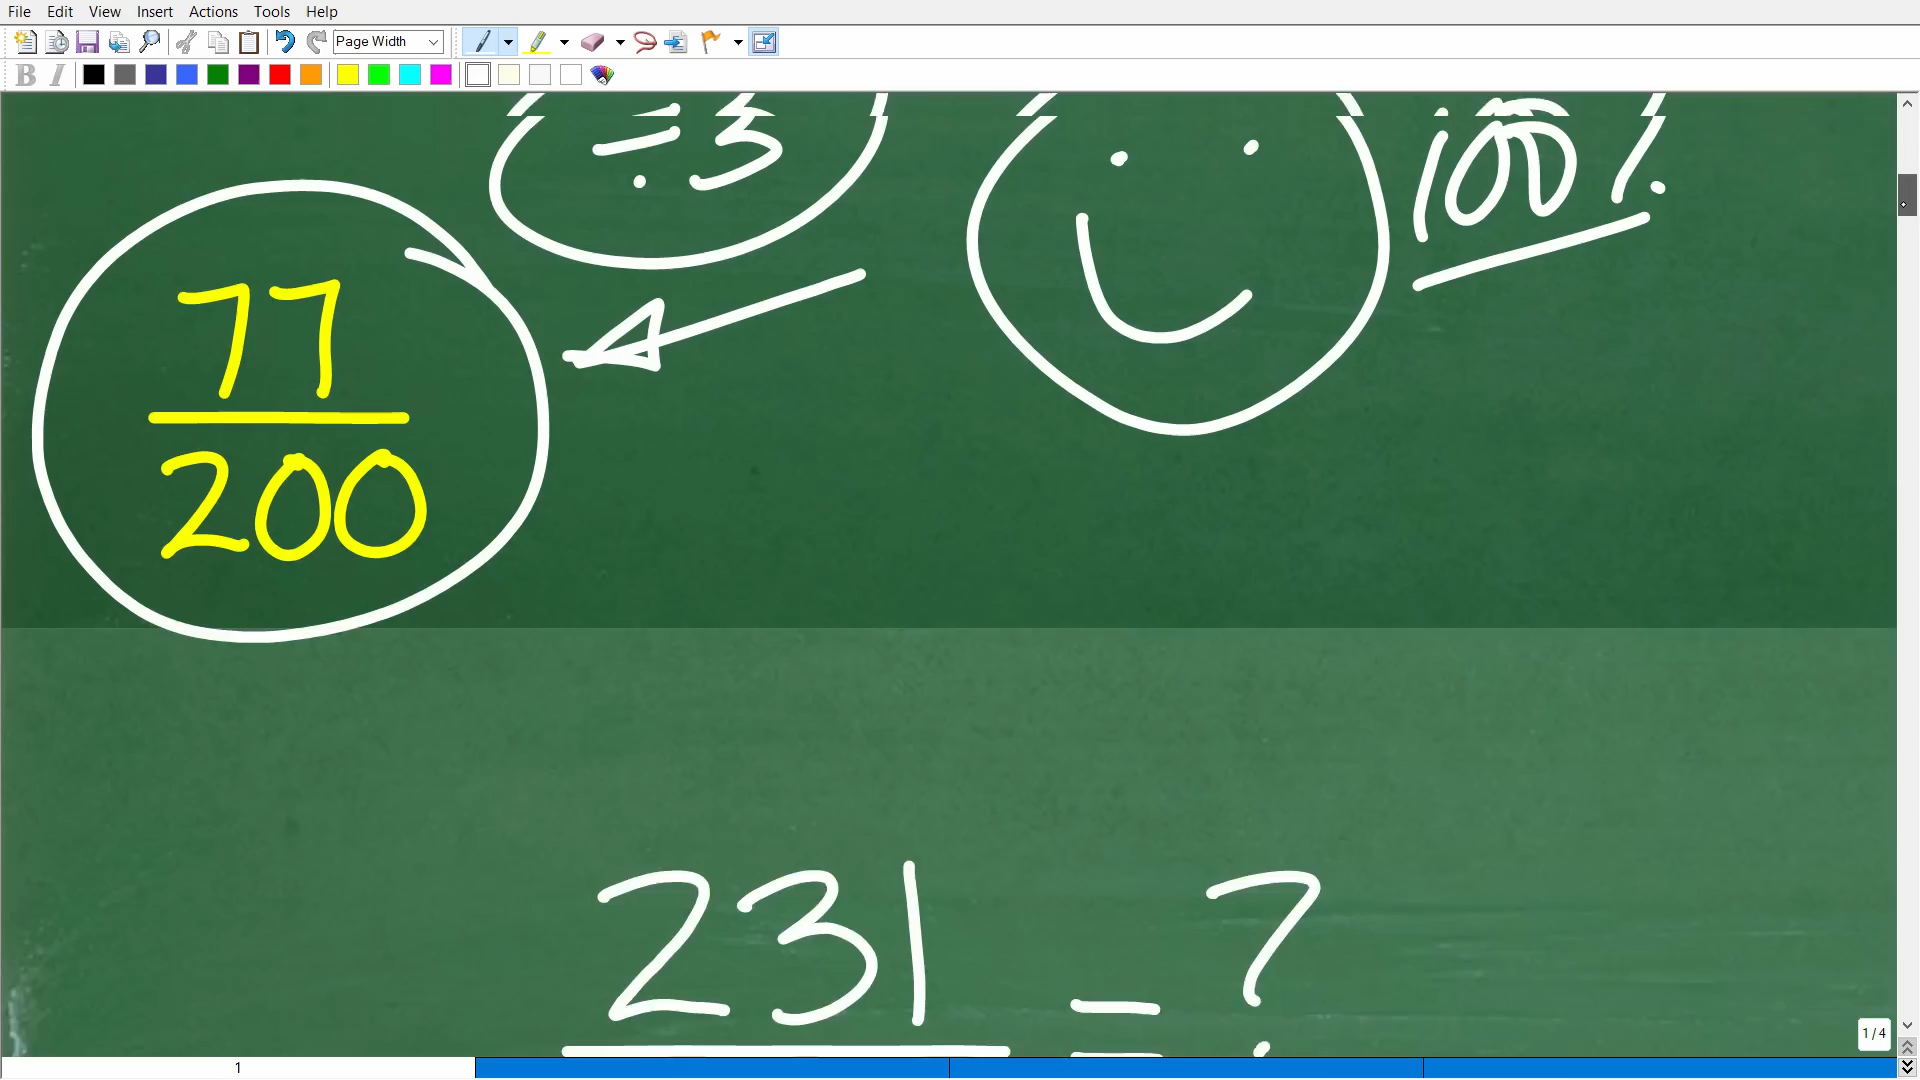 File Edit View Insert Actions Tools Help
Page Width
B I
÷3
100%
77
200
231 = ?
1 / 4
1